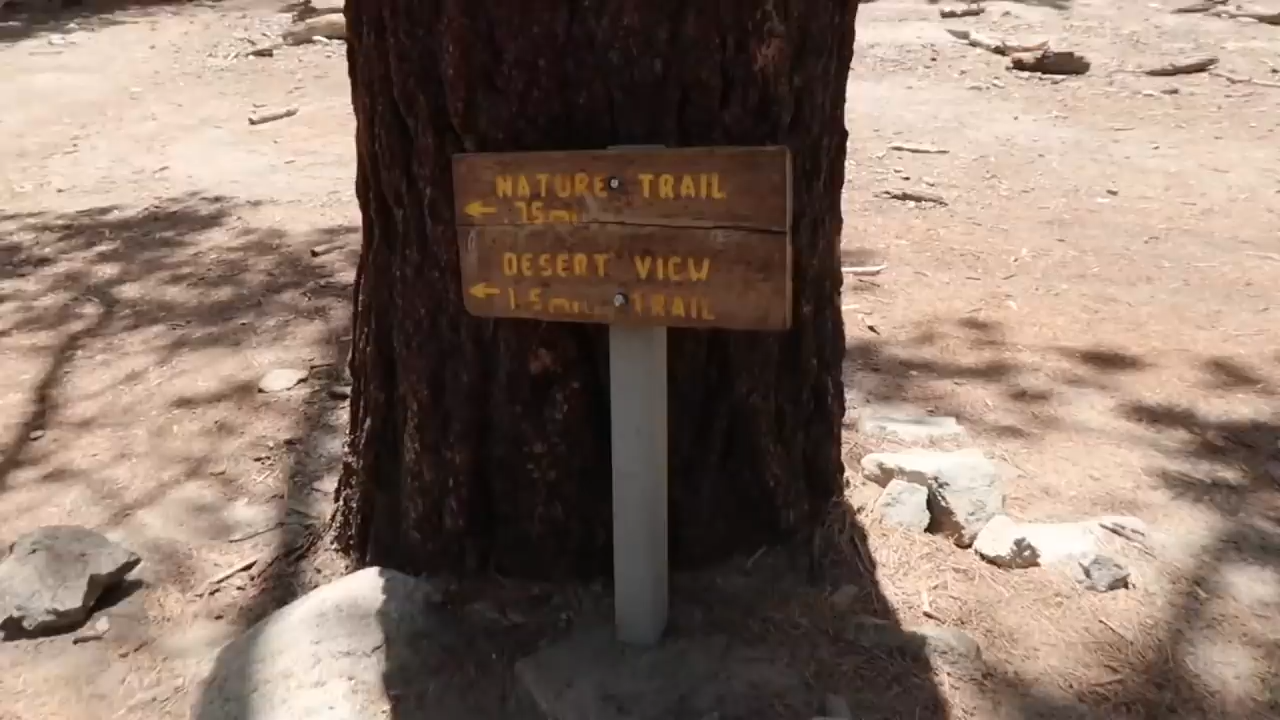 NATURE TRAIL
← .75mi
DESERT VIEW
← 1.5mi TRAIL